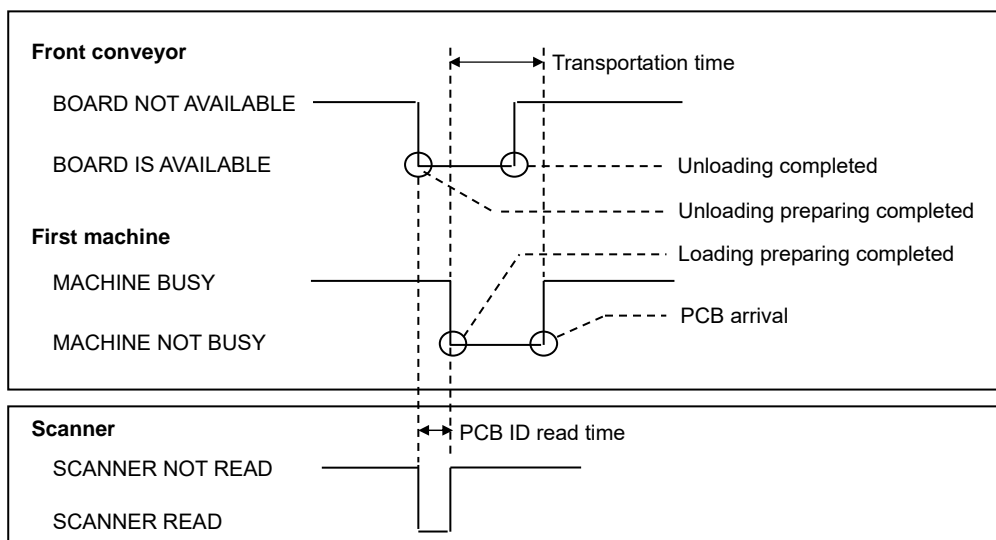 Front conveyor
Transportation time
BOARD NOT AVAILABLE
BOARD IS AVAILABLE
Unloading completed
Unloading preparing completed
First machine
Loading preparing completed
MACHINE BUSY
PCB arrival
MACHINE NOT BUSY
Scanner
PCB ID read time
SCANNER NOT READ
SCANNER READ